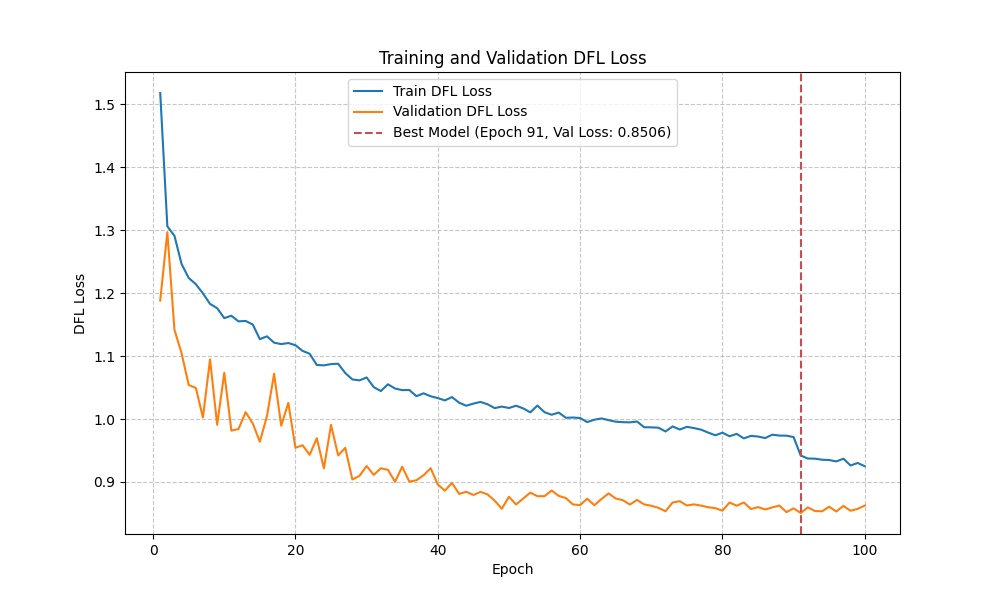 Training and Validation DFL Loss
Train DFL Loss
Validation DFL Loss
Best Model (Epoch 91, Val Loss: 0.8506)
DFL Loss
1.5
1.4
1.3
1.2
1.1
1.0
0.9
0 20 40 60 80 100
Epoch